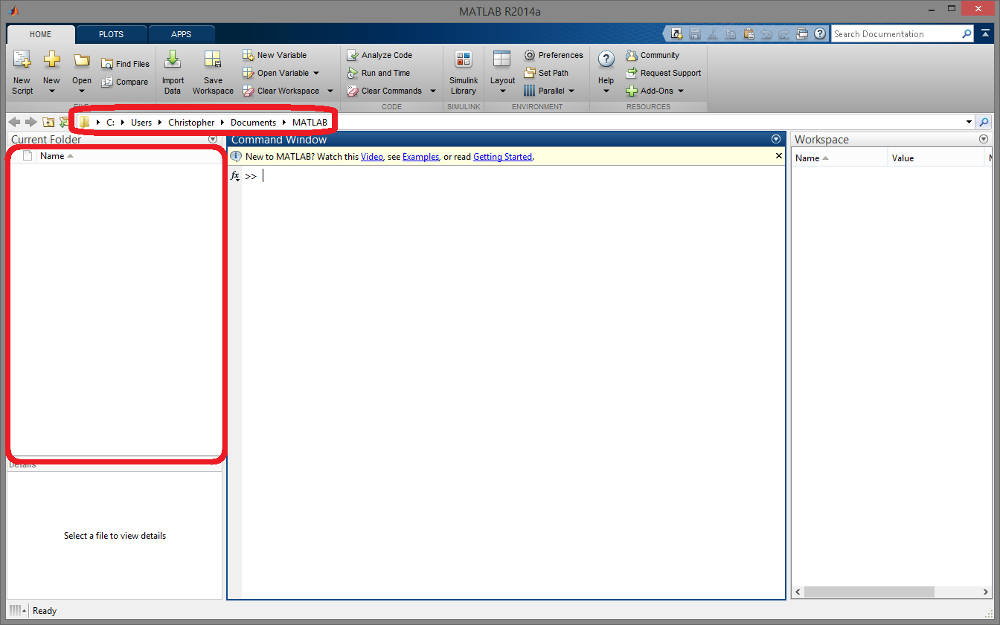 MATLAB R2014a
HOME PLOTS APPS
Search Documentation
New Script
New
Open
Find Files
Compare
Import Data
Save Workspace
New Variable
Open Variable
Clear Workspace
Analyze Code
Run and Time
Clear Commands
Simulink Library
Layout
Preferences
Set Path
Parallel
Help
Community
Request Support
Add-Ons
FILE
CODE
SIMULINK
ENVIRONMENT
RESOURCES
C: Users Christopher Documents MATLAB
Current Folder
Name
Details
Select a file to view details
Command Window
New to MATLAB? Watch this Video, see Examples, or read Getting Started.
fx >>
Workspace
Name Value
Ready